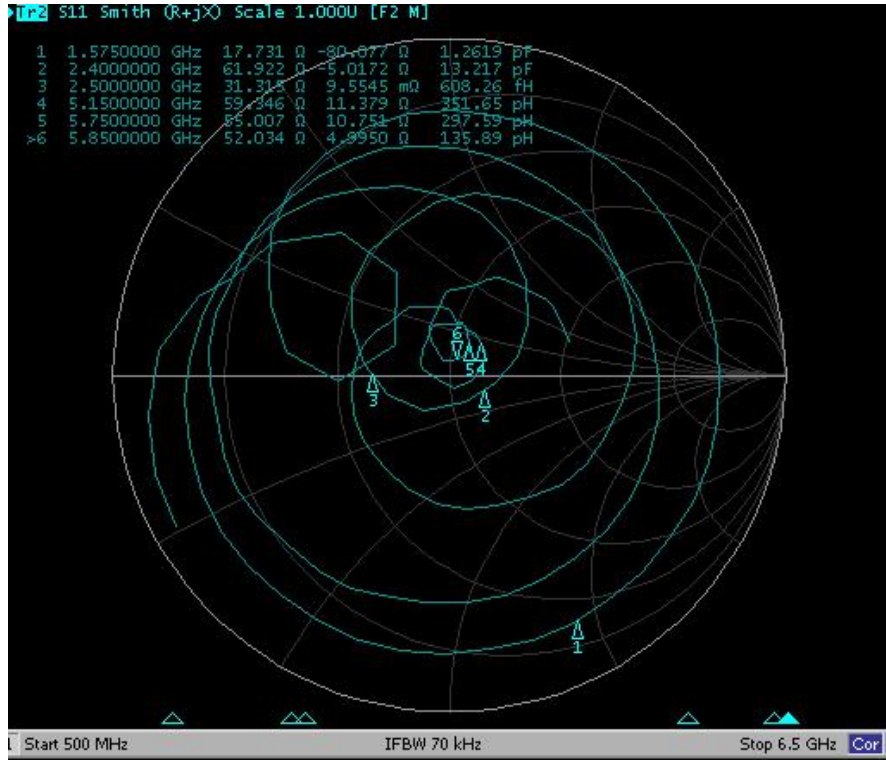 Tr2 S11 Smith (R+jX) Scale 1.000U [F2 M]
1 1.5750000 GHz 17.731 Ω -80.077 Ω 1.2619 pF
2 2.4000000 GHz 61.922 Ω -5.0172 Ω 13.217 pF
3 2.5000000 GHz 31.315 Ω 9.5545 mΩ 608.26 fH
4 5.1500000 GHz 59.946 Ω 11.379 Ω 351.65 pH
5 5.7500000 GHz 55.007 Ω 10.751 Ω 297.59 pH
>6 5.8500000 GHz 52.034 Ω 4.9950 Ω 135.89 pH
6
54
3
2
1
1 Start 500 MHz IFBW 70 kHz Stop 6.5 GHz Cor